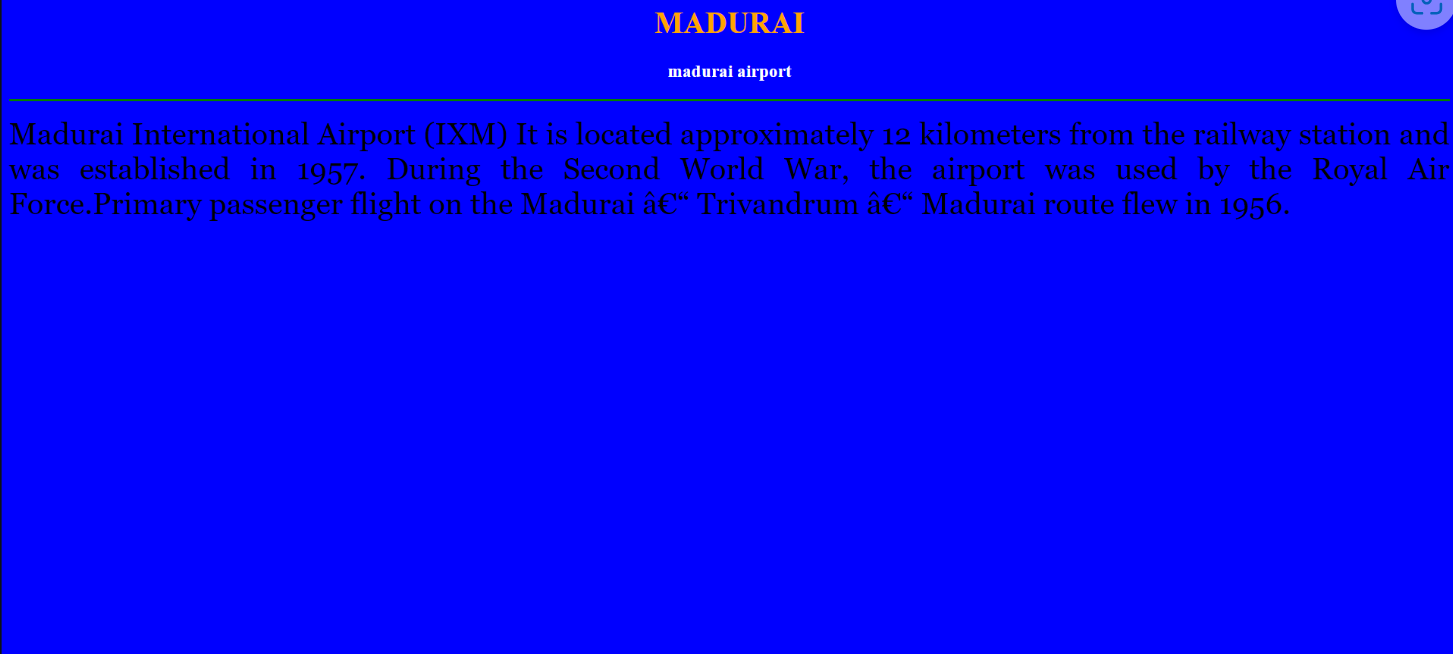 MADURAI
madurai airport
Madurai International Airport (IXM) It is located approximately 12 kilometers from the railway station and
was established in 1957. During the Second World War, the airport was used by the Royal Air
Force.Primary passenger flight on the Madurai â€“ Trivandrum â€“ Madurai route flew in 1956.